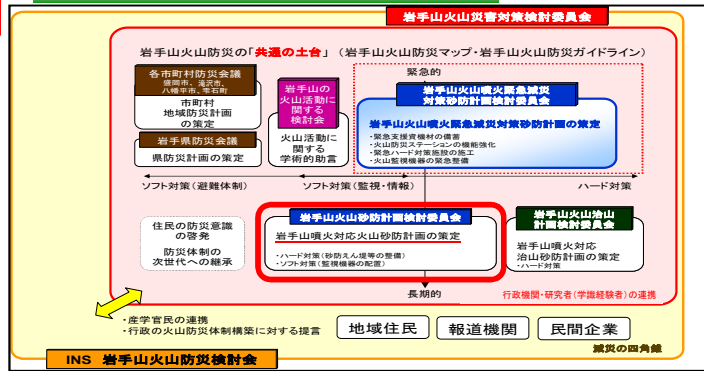 岩手山火山災害対策検討委員会
岩手山火山防災の「共通の土台」（岩手山火山防災マップ・岩手山火山防災ガイドライン）
緊急的
各市町村防災会議
盛岡市、滝沢市、
八幡平市、雫石町
市町村
地域防災計画
の策定
岩手県防災会議
県防災計画の策定
岩手山の
火山活動に
関する
検討会
火山活動に
関する
学術的助言
岩手山火山噴火緊急減災
対策砂防計画検討委員会
岩手山火山噴火緊急減災対策砂防計画の策定
・緊急支援資機材の備蓄
・火山防災ステーションの機能強化
・緊急ハード対策施設の施工
・火山監視機器の緊急整備
ソフト対策（避難体制）
ソフト対策（監視・情報）
ハード対策
住民の防災意識
の啓発
防災体制の
次世代への継承
岩手山火山砂防計画検討委員会
岩手山噴火対応火山砂防計画の策定
・ハード対策（砂防えん堤等の整備）
・ソフト対策（監視機器の配置）
岩手山火山治山
計画検討委員会
岩手山噴火対応
治山砂防計画の策定
・ハード対策
長期的
行政機関・研究者（学識経験者）の連携
・産学官民の連携
・行政の火山防災体制構築に対する提言
地域住民
報道機関
民間企業
減災の四角錐
INS 岩手山火山防災検討会